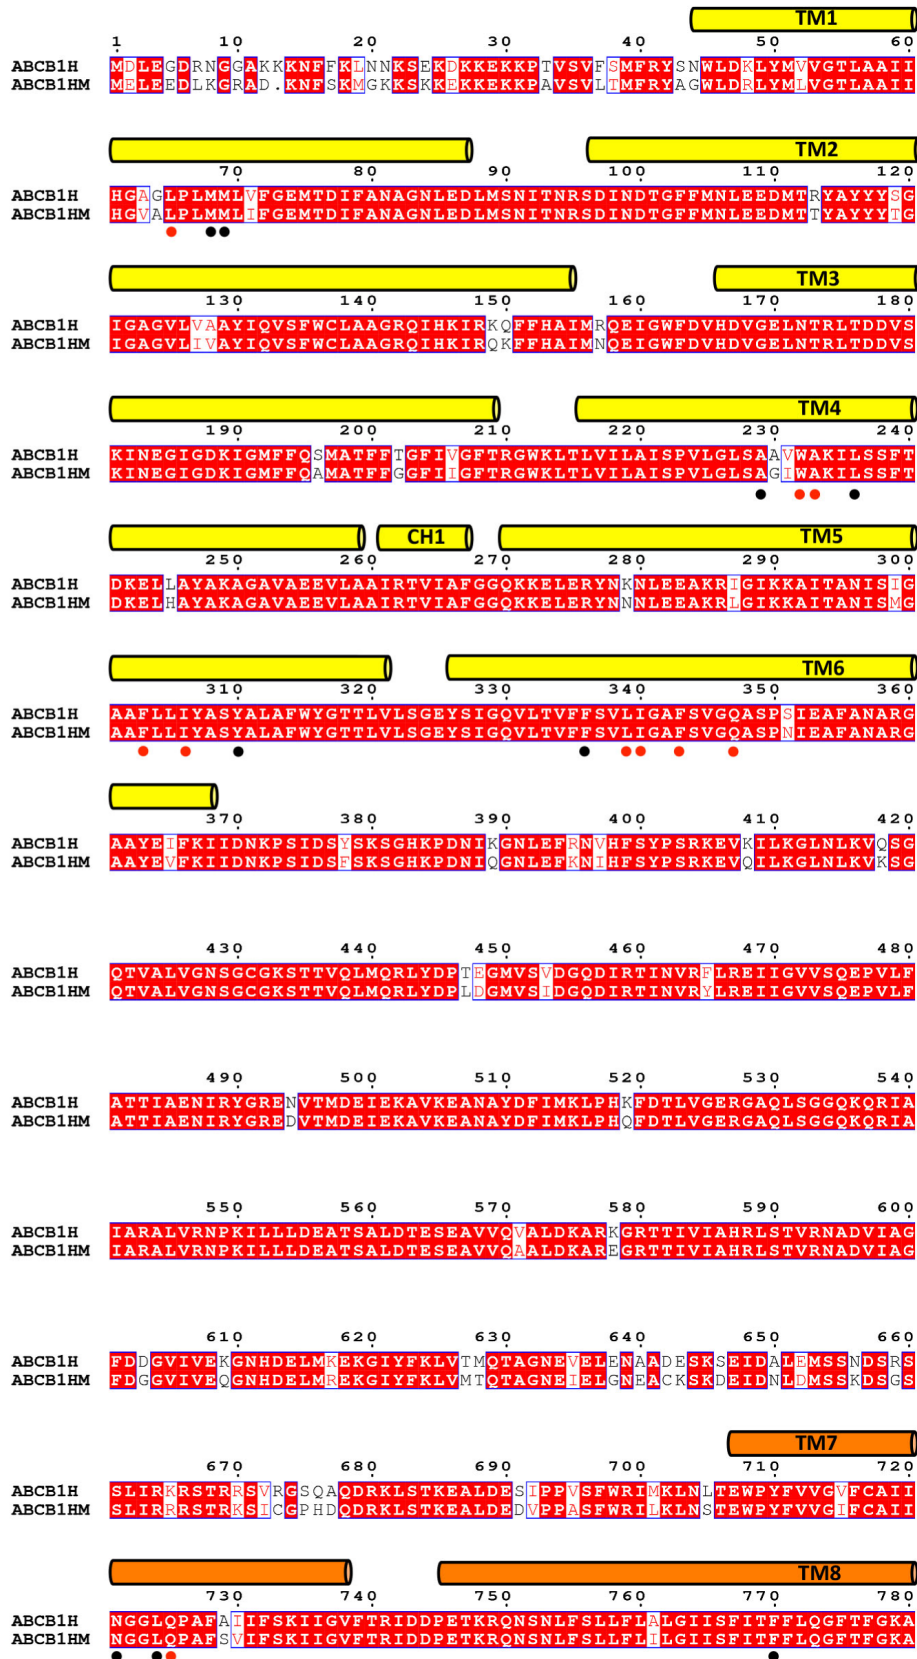 TM1
1 10 20 30 40 50 60
ABCB1H MDLEGDRNGGAKKKNFFKLNNKSEKDKKEKKPTVSVFSMFRYSNWLDKLYMVVGTLAAII
ABCB1HM MELEEDLKGRAD.KNFSKMGKKSKKEKKEKKPAVSVLTMFRYAGWLDRLYMLVGTLAAII
TM2
70 80 90 100 110 120
ABCB1H HGAGLPLMMLVFGEMTDIFANAGNLEDLMSNITNRSDINDTGFFMNLEEDMTRYAYYYSG
ABCB1HM HGVALPLMMLIFGEMTDIFANAGNLEDLMSNITNRSDINDTGFFMNLEEDMTTYAYYYTG
TM3
130 140 150 160 170 180
ABCB1H IGAGVLVAAYIQVSFWCLAAGRQIHKIRKQFFHAIMRQEIGWFDVHDVGELNTRLTDDVS
ABCB1HM IGAGVLIVAYIQVSFWCLAAGRQIHKIRQKFFHAIMNQEIGWFDVHDVGELNTRLTDDVS
TM4
190 200 210 220 230 240
ABCB1H KINEGIGDKIGMFFQSMATFFTGFIVGFTRGWKLTLVILAISPVLGLSAAVWAKILSSFT
ABCB1HM KINEGIGDKIGMFFQAMATFFGGFIIGFTRGWKLTLVILAISPVLGLSAGIWAKILSSFT
CH1 TM5
250 260 270 280 290 300
ABCB1H DKELLAYAKAGAVAEEVLAAIRTVIAFGGQKKELERYNKNLEEAKRIGIKKAITANISIG
ABCB1HM DKELHAYAKAGAVAEEVLAAIRTVIAFGGQKKELERYNNNLEEAKRLGIKKAITANISMG
TM6
310 320 330 340 350 360
ABCB1H AAFLLIYASYALAFWYGTTLVLSGEYSIGQVLTVFFSVLIGAFSVGQASPSIEAFANARG
ABCB1HM AAFLLIYASYALAFWYGTTLVLSGEYSIGQVLTVFFSVLIGAFSVGQASPNIEAFANARG
370 380 390 400 410 420
ABCB1H AAYEIFKIIDNKPSIDSYSKSGHKPDNIKGNLEFRNVHFSYPSRKEVKILKGLNLKVQSG
ABCB1HM AAYEVFKIIDNKPSIDSFSKSGHKPDNIQGNLEFKNIHFSYPSRKEVQILKGLNLKVKSG
430 440 450 460 470 480
ABCB1H QTVALVGNSGCGKSTTVQLMQRLYDPTEGMVSVDGQDIRTINVRFLREIIGVVSQEPVLF
ABCB1HM QTVALVGNSGCGKSTTVQLMQRLYDPLDGMVSIDGQDIRTINVRYLREIIGVVSQEPVLF
490 500 510 520 530 540
ABCB1H ATTIAENIRYGRENVTMDEIEKAVKEANAYDFIMKLPHKFDTLVGERGAQLSGGQKQRIA
ABCB1HM ATTIAENIRYGREDVTMDEIEKAVKEANAYDFIMKLPHQFDTLVGERGAQLSGGQKQRIA
550 560 570 580 590 600
ABCB1H IARALVRNPKILLLDEATSALDTESEAVVQVALDKARKGRTTIVIAHRLSTVRNADVIAG
ABCB1HM IARALVRNPKILLLDEATSALDTESEAVVQAALDKAREGRTTIVIAHRLSTVRNADVIAG
610 620 630 640 650 660
ABCB1H FDDGVIVEKGNHDELMKEKGIYFKLVTMQTAGNEVELENAADESKSEIDALEMSSNDSRS
ABCB1HM FDGGVIVEQGNHDELMREKGIYFKLVMTQTAGNEIELGNEACKSKDEIDNLDMSSKDSGS
TM7
670 680 690 700 710 720
ABCB1H SLIRKRSTRRSVRGSQAQDRKLSTKEALDESIPPVSFWRIMKLNLTEWPYFVVGVFCAII
ABCB1HM SLIRRRSTRKSICGPHDQDRKLSTKEALDEDVPPASFWRILKLNSTEWPYFVVGIFCAII
TM8
730 740 750 760 770 780
ABCB1H NGGLQPAFAIIFSKIIGVFTRIDDPETKRQNSNLFSLLFLALGIISFITFFLQGFTFGKA
ABCB1HM NGGLQPAFSVIFSKIIGVFTRIDDPETKRQNSNLFSLLFLILGIISFITFFLQGFTFGKA